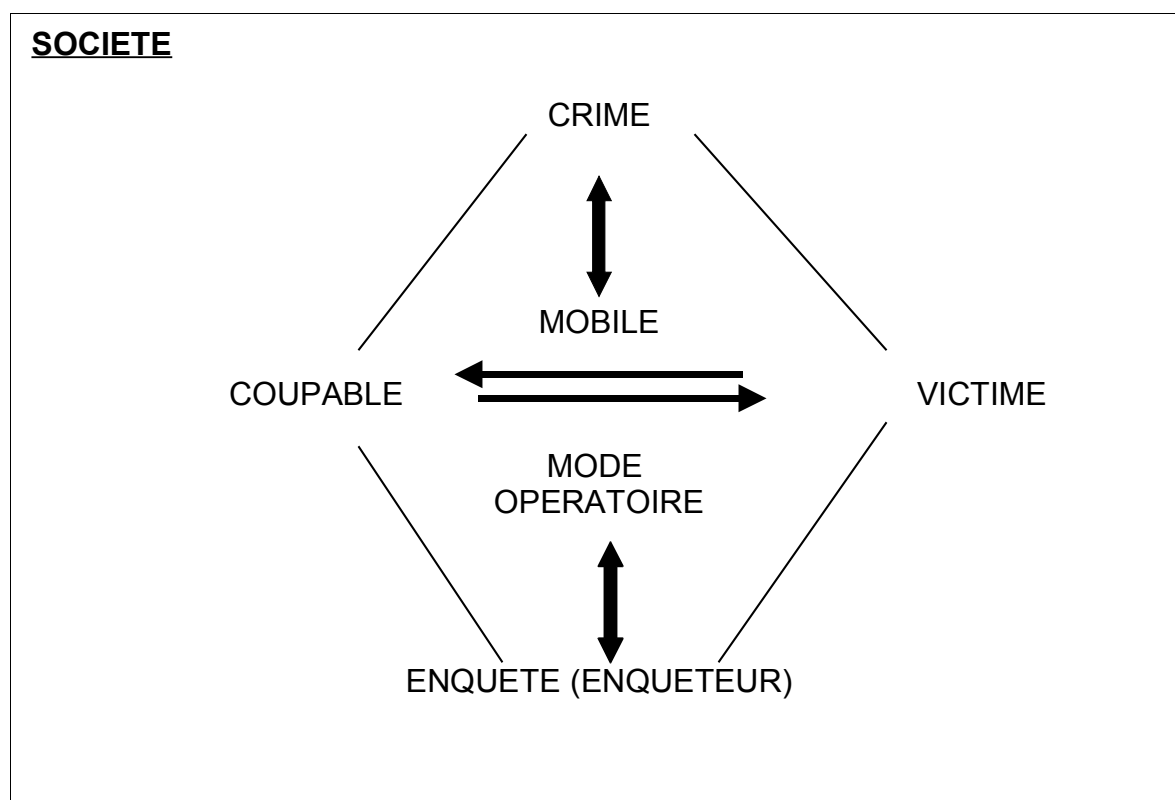 SOCIETE
CRIME
MOBILE
COUPABLE
VICTIME
MODE
OPERATOIRE
ENQUETE (ENQUETEUR)